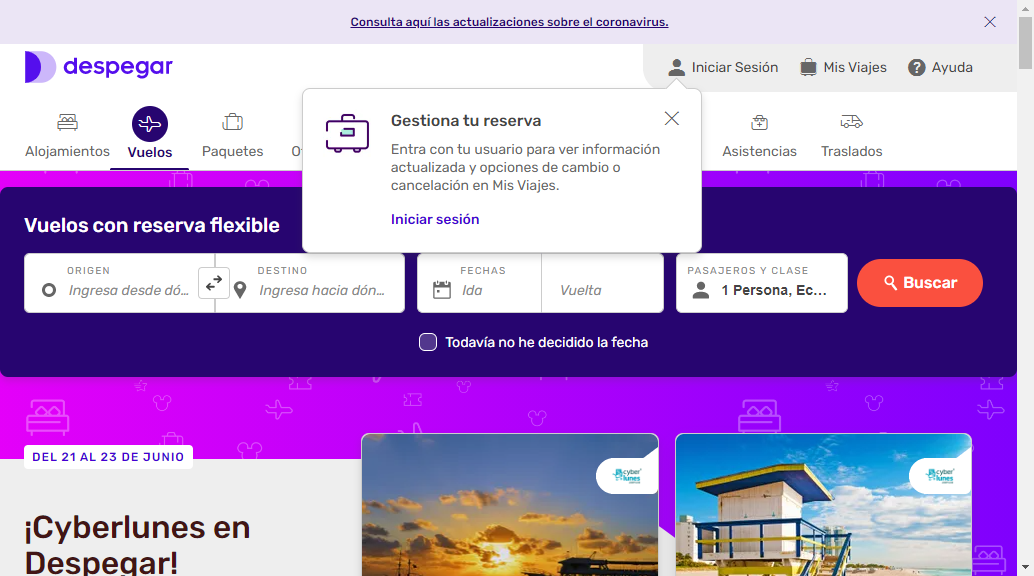 Consulta aquí las actualizaciones sobre el coronavirus.
despegar
Iniciar Sesión
Mis Viajes
Ayuda
Alojamientos
Vuelos
Paquetes
Asistencias
Traslados
Gestiona tu reserva
Entra con tu usuario para ver información
actualizada y opciones de cambio o
cancelación en Mis Viajes.
Iniciar sesión
Vuelos con reserva flexible
ORIGEN
Ingresa desde dó...
DESTINO
Ingresa hacia dón...
FECHAS
Ida
Vuelta
PASAJEROS Y CLASE
1 Persona, Ec...
Buscar
Todavía no he decidido la fecha
DEL 21 AL 23 DE JUNIO
¡Cyberlunes en
Despegar!
cyber
lunes
cyber
lunes